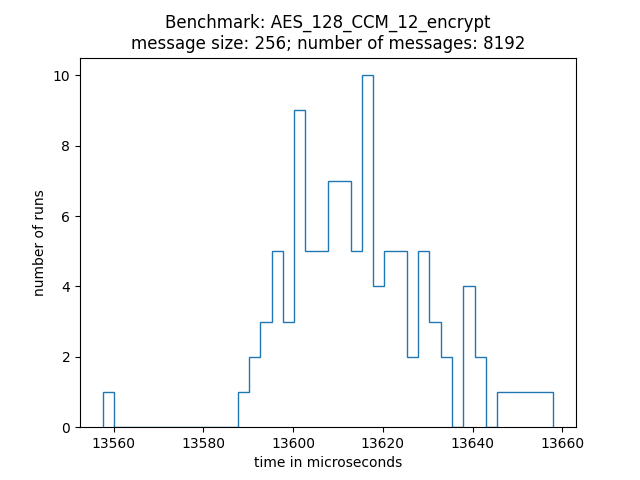 Benchmark: AES_128_CCM_12_encrypt
message size: 256; number of messages: 8192
10
8
6
4
2
0
number of runs
13560 13580 13600 13620 13640 13660
time in microseconds